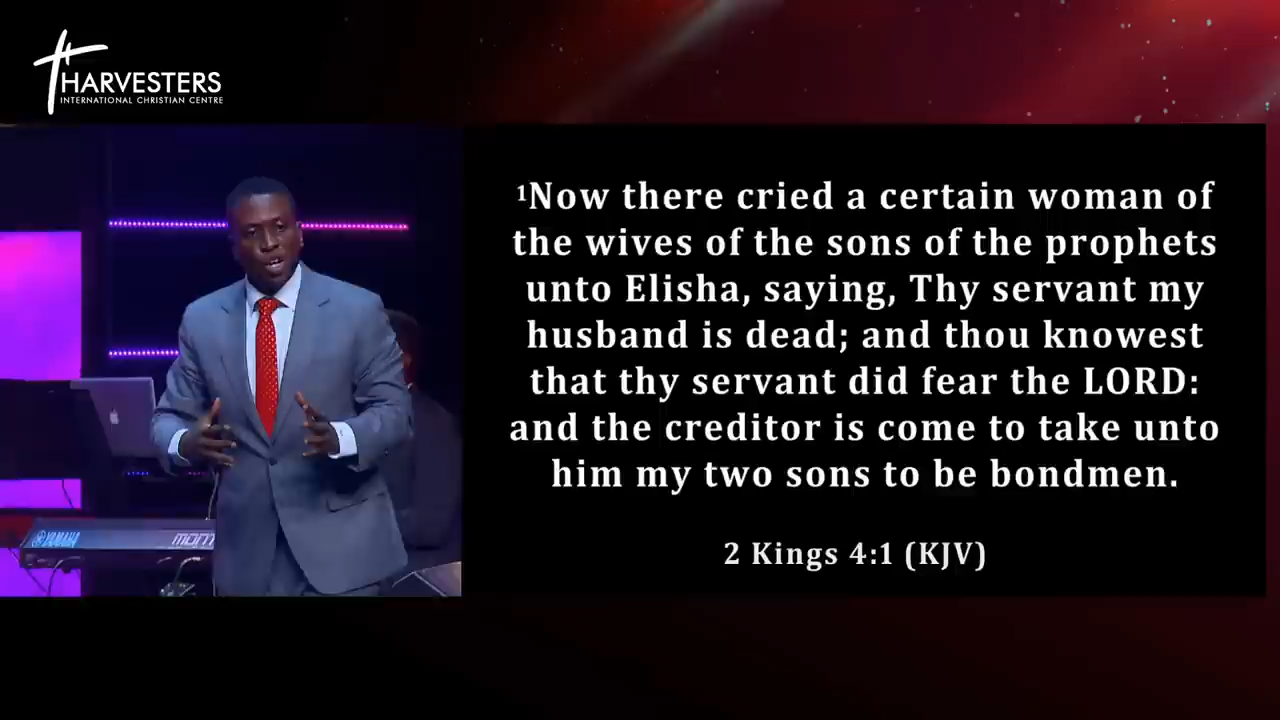 HARVESTERS
INTERNATIONAL CHRISTIAN CENTRE
¹Now there cried a certain woman of
the wives of the sons of the prophets
unto Elisha, saying, Thy servant my
husband is dead; and thou knowest
that thy servant did fear the LORD:
and the creditor is come to take unto
him my two sons to be bondmen.
2 Kings 4:1 (KJV)
YAMAHA